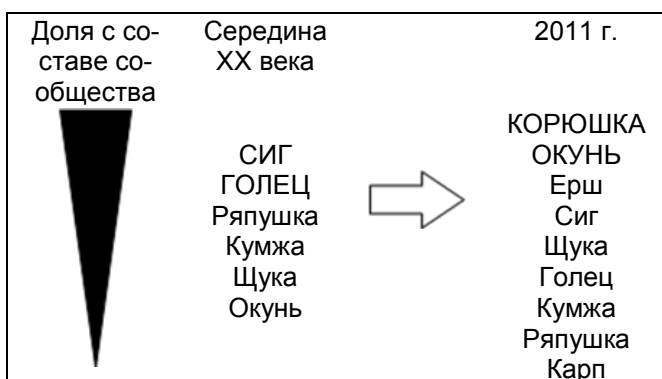 Доля с со-
ставе со-
общества
Середина
XX века
2011 г.
СИГ
ГОЛЕЦ
Ряпушка
Кумжа
Щука
Окунь
КОРЮШКА
ОКУНЬ
Ерш
Сиг
Щука
Голец
Кумжа
Ряпушка
Карп